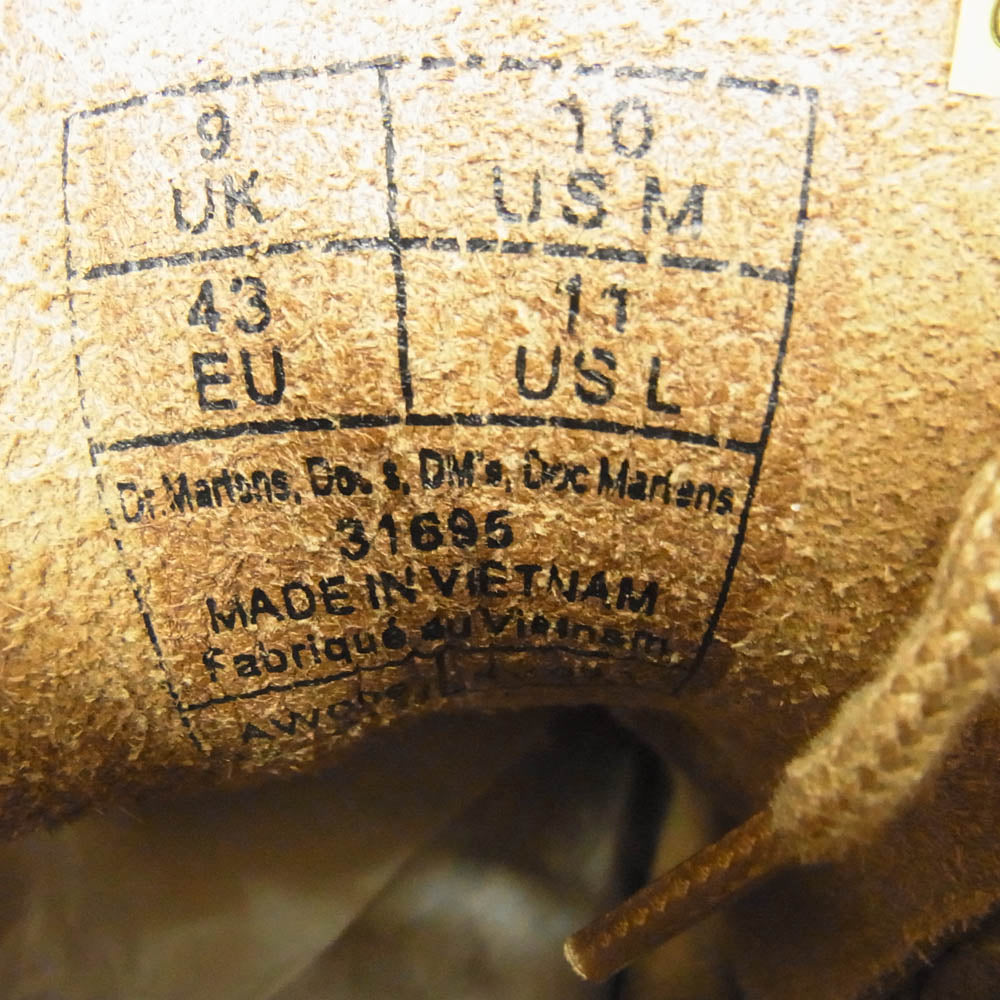 9
UK
10
US M
43
EU
11
US L
Dr. Martens, Doc's, DM's, Doc Martens
31695
MADE IN VIETNAM
Fabriqué au Vietnam